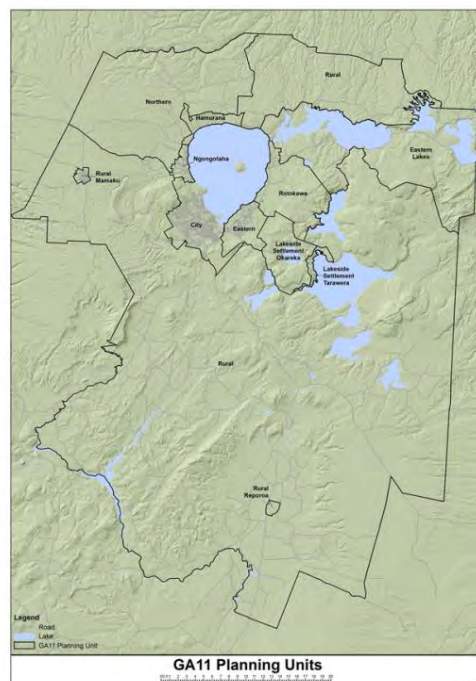 Rural
Northern
Hamurana
Ngongotaha
Eastern
Lakes
Rural
Mamaku
Rotokawa
City
Eastern
Lakeside
Settlement
Okareka
Lakeside
Settlement
Tarawera
Rural
Rural
Reporoa
Legend
Road
Lake
GA11 Planning Unit
GA11 Planning Units